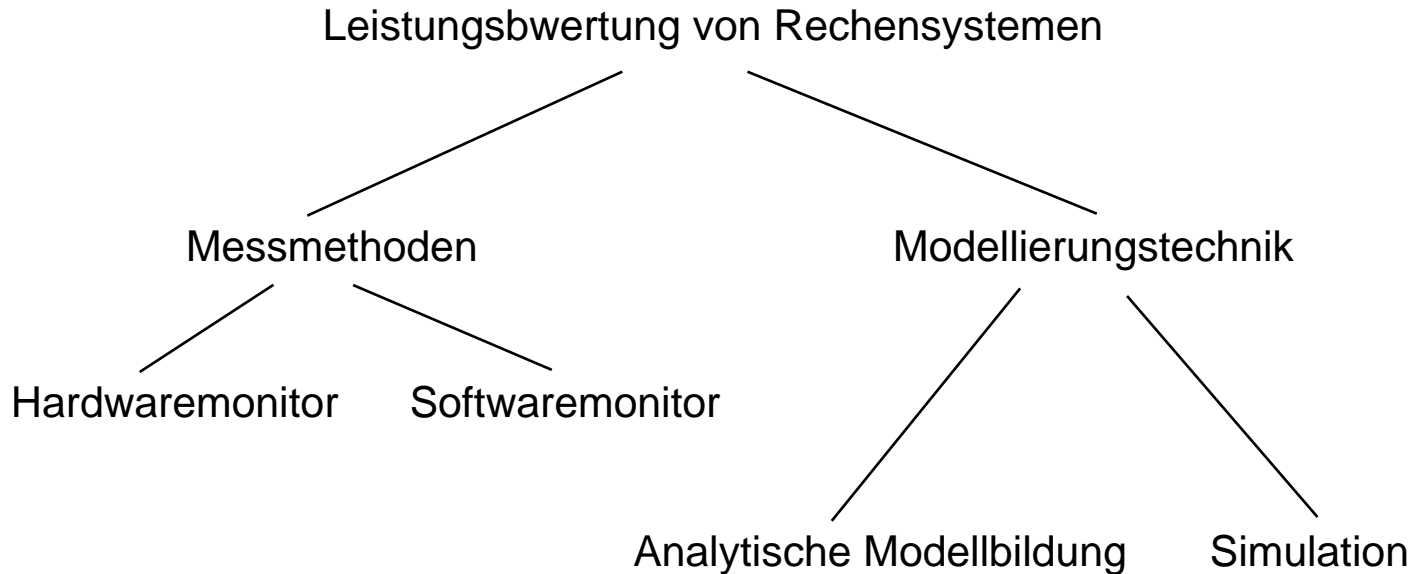 Leistungsbwertung von Rechensystemen
Messmethoden Modellierungstechnik
Hardwaremonitor Softwaremonitor
Analytische Modellbildung Simulation